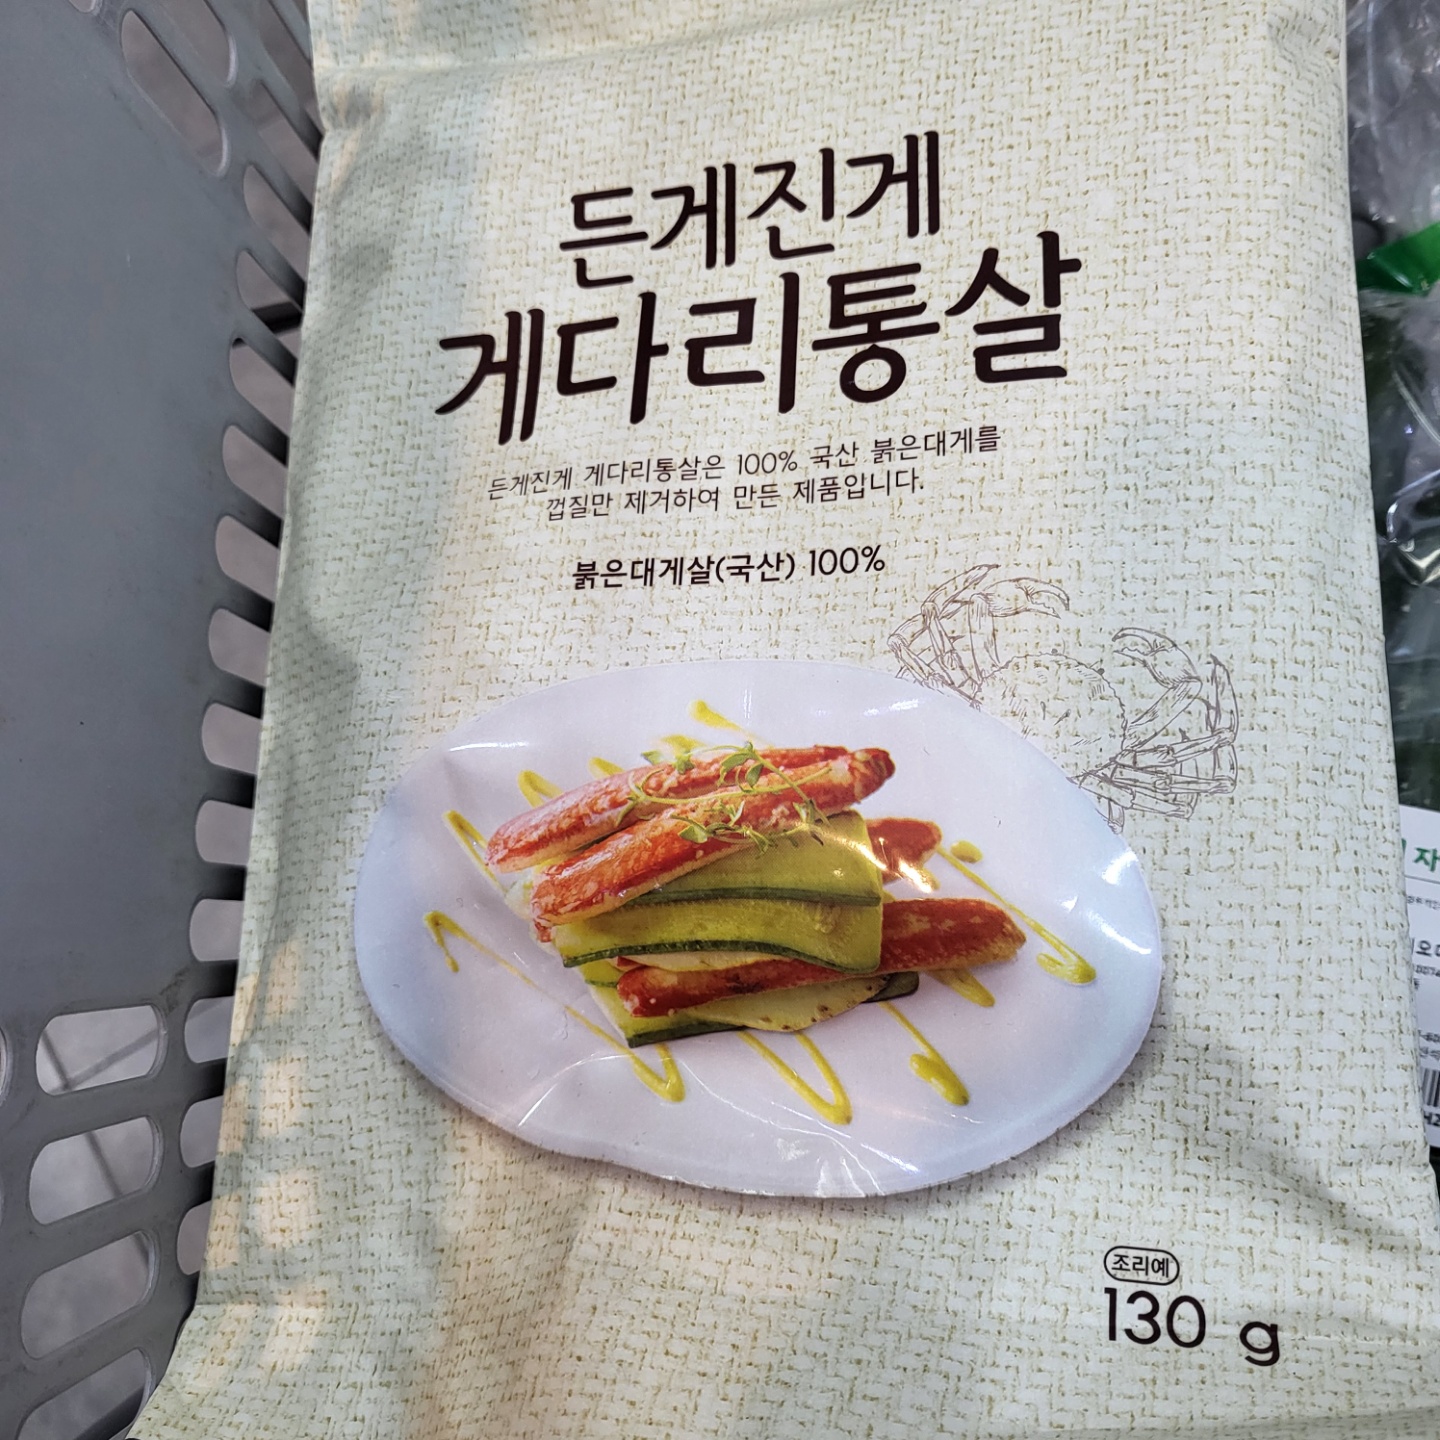 든게진게
게다리통살
든게진게 게다리통살은 100% 국산 붉은대게를
껍질만 제거하여 만든 제품입니다.
붉은대게살(국산) 100%
조리예
130 g
자